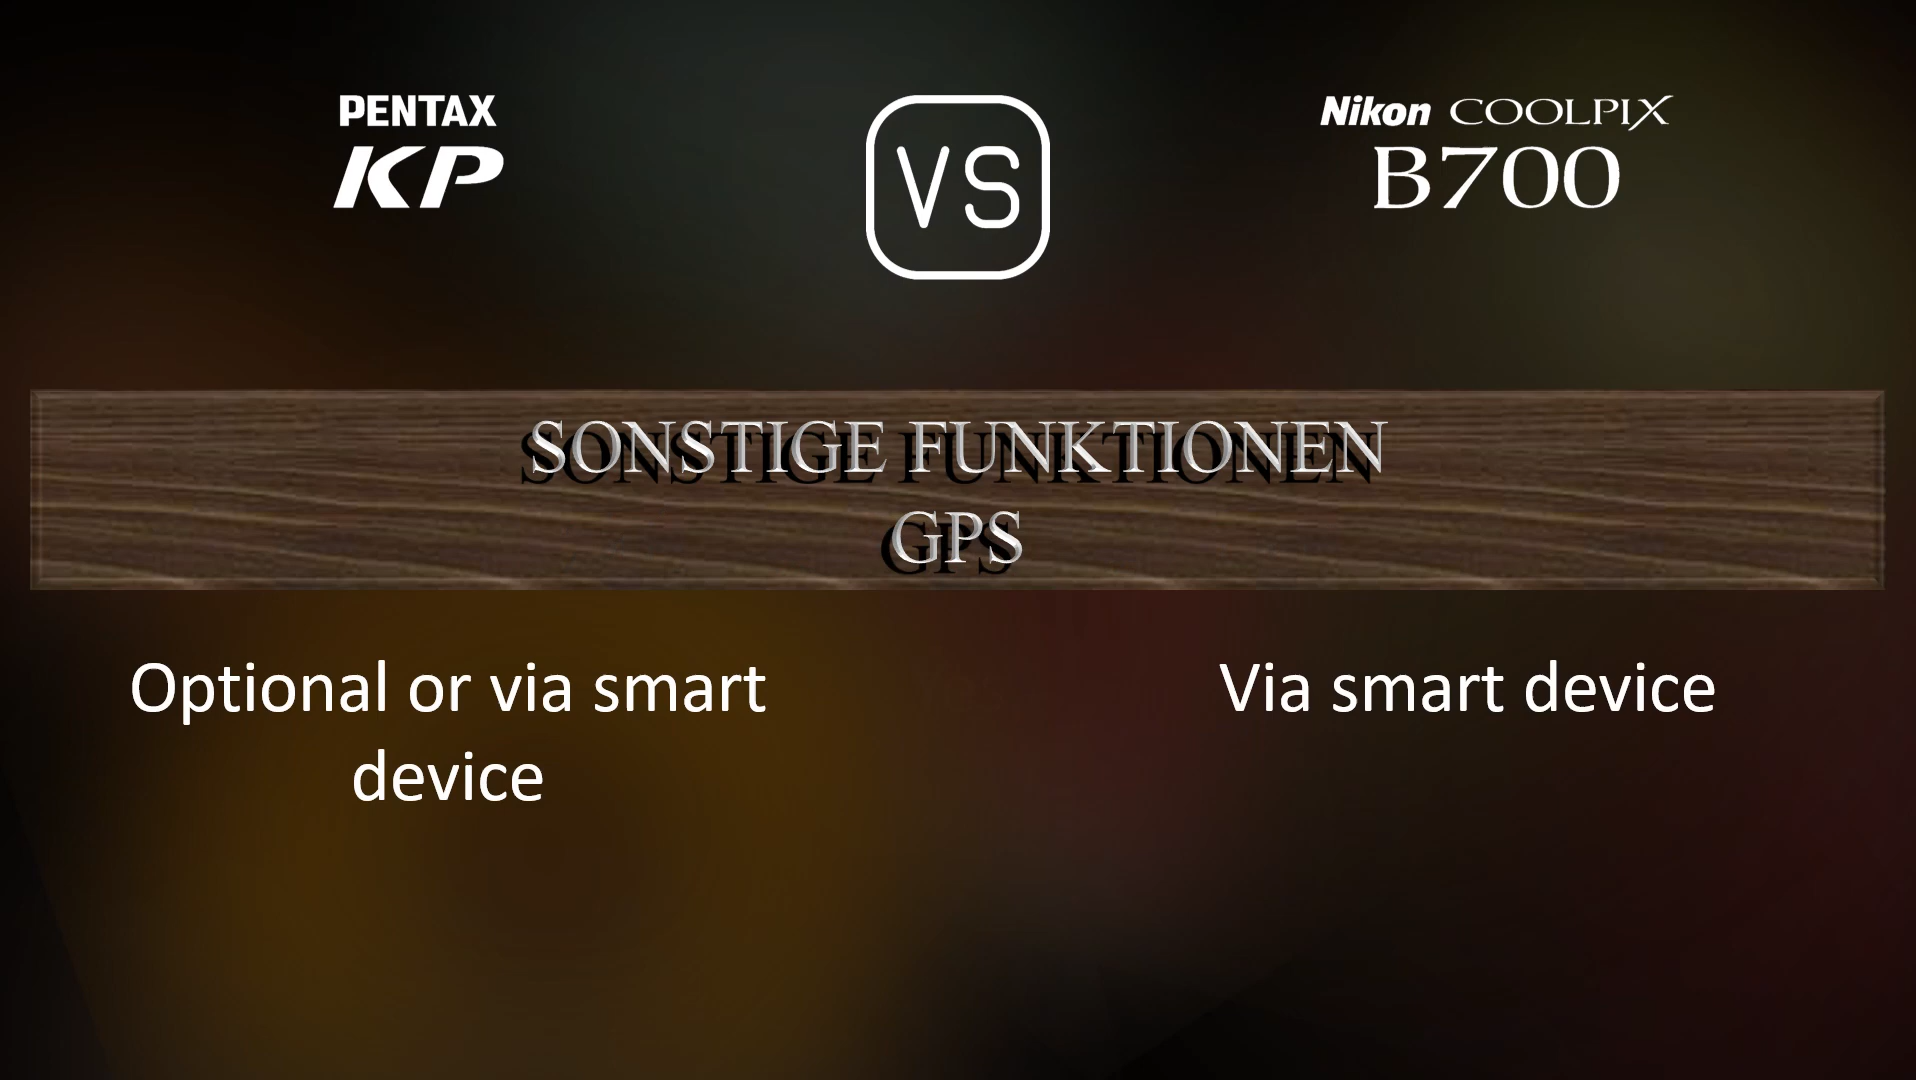 PENTAX
KP
VS
Nikon COOLPIX
B700
SONSTIGE FUNKTIONEN
GPS
Optional or via smart
device
Via smart device